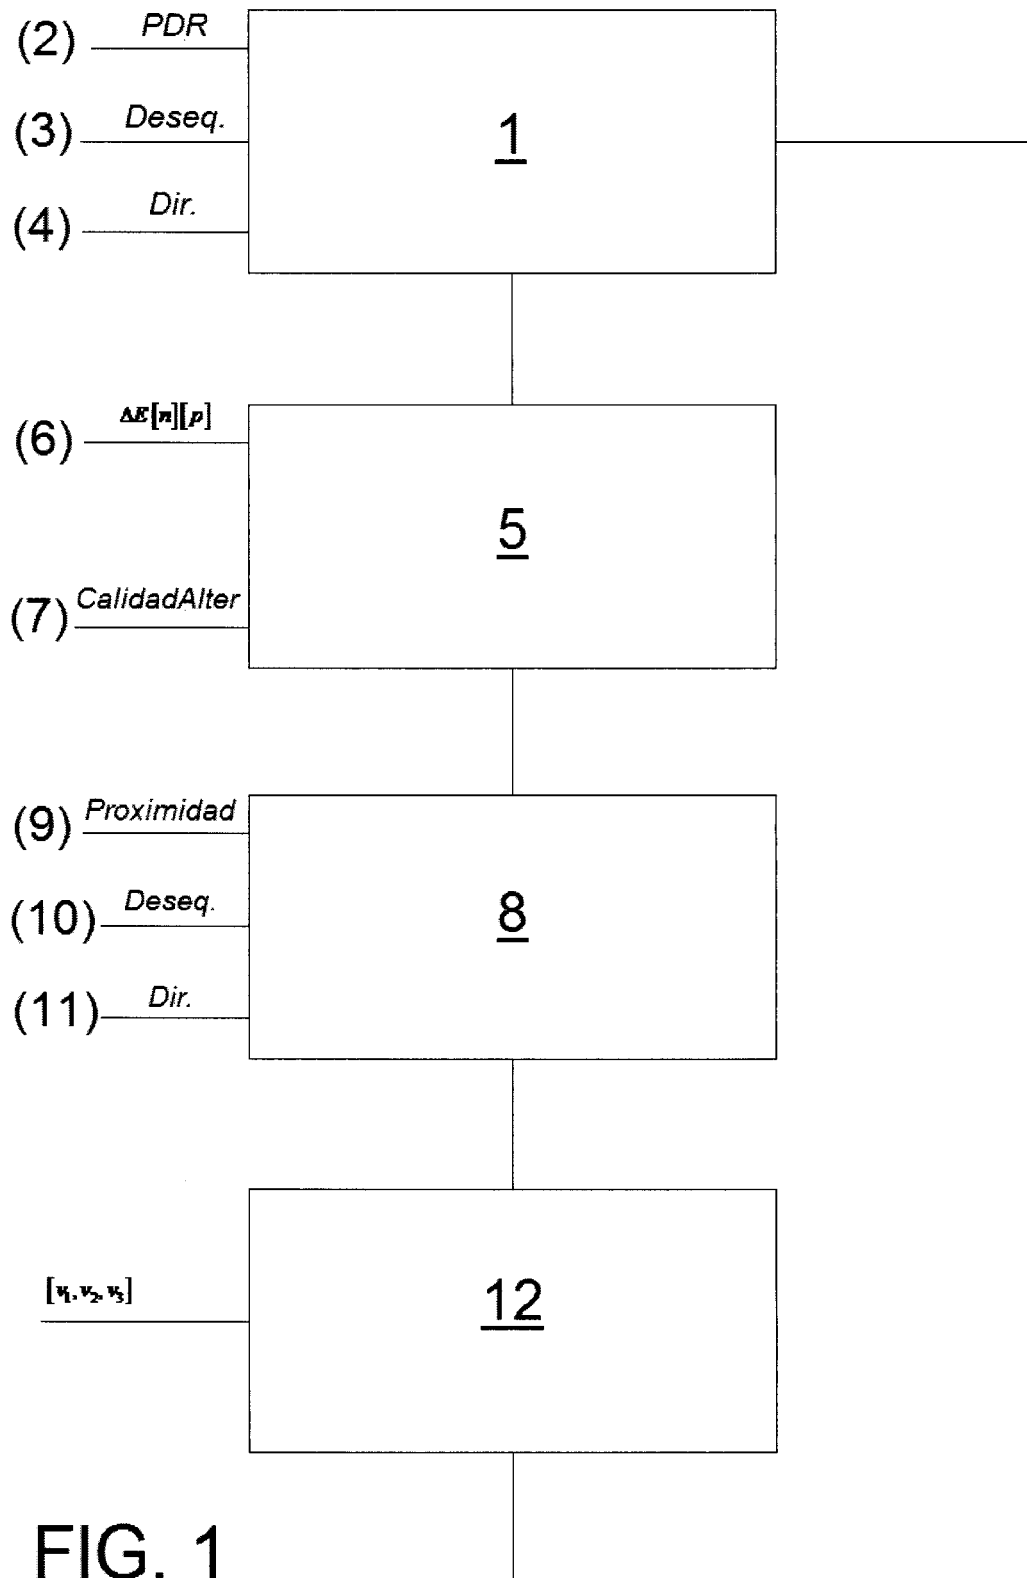 (2) PDR
(3) Deseq.
(4) Dir.
1
(6) ΔE[n][p]
(7) CalidadAlter
5
(9) Proximidad
(10) Deseq.
(11) Dir.
8
[v₁, v₂, v₃]
12
FIG. 1